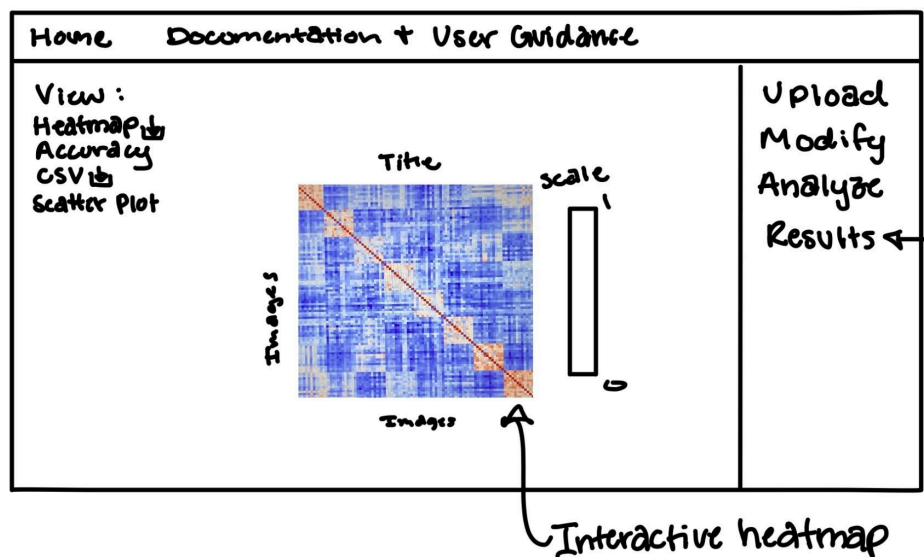 Home Documentation + User Guidance
View:
Heatmap
Accuracy
CSV
Scatter Plot
Title
Scale
1
0
Images
Images
Upload
Modify
Analyze
Results
Interactive heatmap